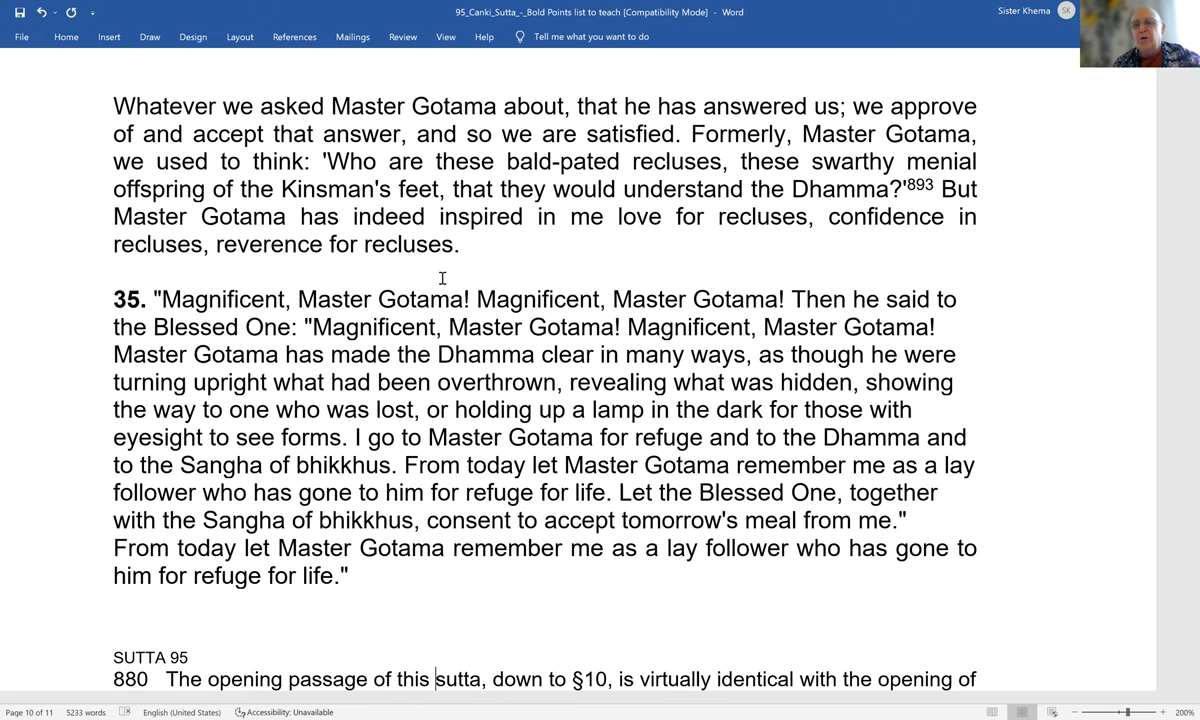 95_Canki_Sutta_-_Bold Points list to teach [Compatibility Mode] - Word
Sister Khema
SK
File Home Insert Draw Design Layout References Mailings Review View Help Tell me what you want to do
Whatever we asked Master Gotama about, that he has answered us; we approve
of and accept that answer, and so we are satisfied. Formerly, Master Gotama,
we used to think: 'Who are these bald-pated recluses, these swarthy menial
offspring of the Kinsman's feet, that they would understand the Dhamma?'893 But
Master Gotama has indeed inspired in me love for recluses, confidence in
recluses, reverence for recluses.
35. "Magnificent, Master Gotama! Magnificent, Master Gotama! Then he said to
the Blessed One: "Magnificent, Master Gotama! Magnificent, Master Gotama!
Master Gotama has made the Dhamma clear in many ways, as though he were
turning upright what had been overthrown, revealing what was hidden, showing
the way to one who was lost, or holding up a lamp in the dark for those with
eyesight to see forms. I go to Master Gotama for refuge and to the Dhamma and
to the Sangha of bhikkhus. From today let Master Gotama remember me as a lay
follower who has gone to him for refuge for life. Let the Blessed One, together
with the Sangha of bhikkhus, consent to accept tomorrow's meal from me."
From today let Master Gotama remember me as a lay follower who has gone to
him for refuge for life."
SUTTA 95
880 The opening passage of this sutta, down to §10, is virtually identical with the opening of
Page 10 of 11 5233 words English (United States) Accessibility: Unavailable 200%